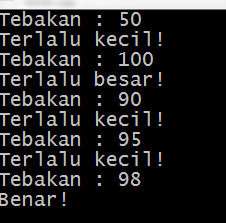 Tebakan : 50
Terlalu kecil!
Tebakan : 100
Terlalu besar!
Tebakan : 90
Terlalu kecil!
Tebakan : 95
Terlalu kecil!
Tebakan : 98
Benar!